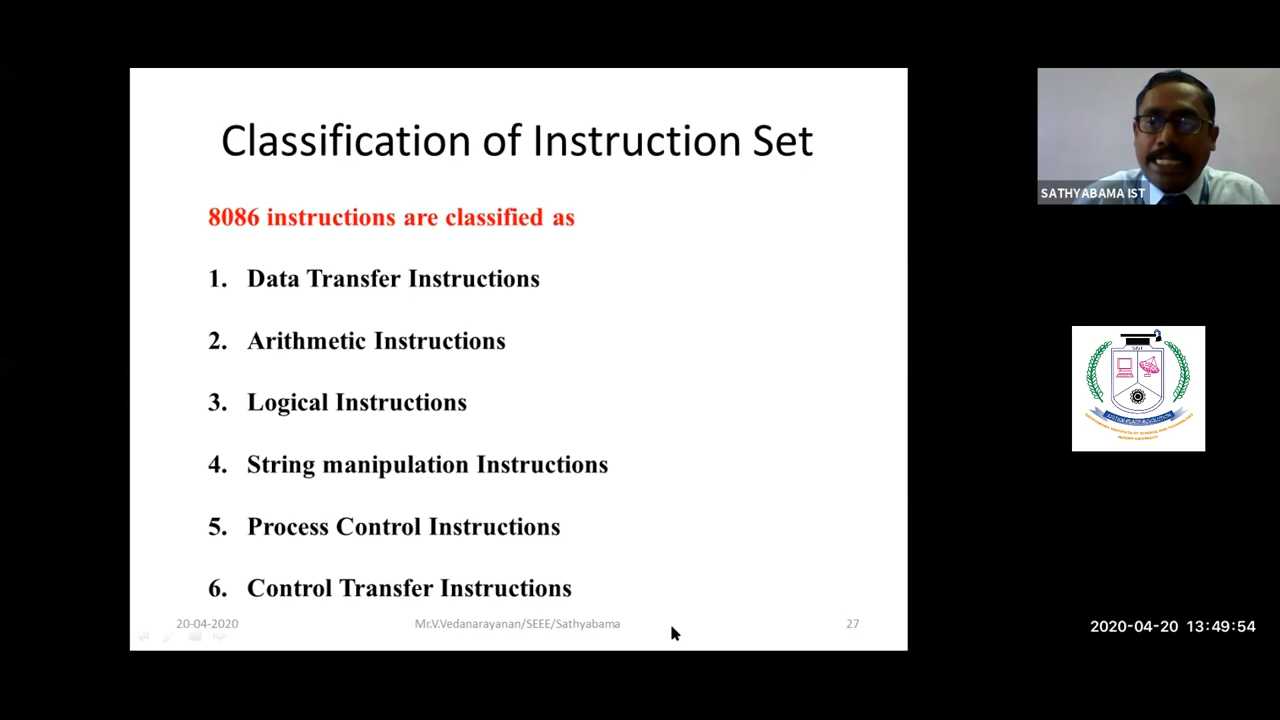 Classification of Instruction Set
8086 instructions are classified as
1. Data Transfer Instructions
2. Arithmetic Instructions
3. Logical Instructions
4. String manipulation Instructions
5. Process Control Instructions
6. Control Transfer Instructions
20-04-2020 Mr.V.Vedanarayanan/SEEE/Sathyabama 27
SATHYABAMA IST
2020-04-20 13:49:54